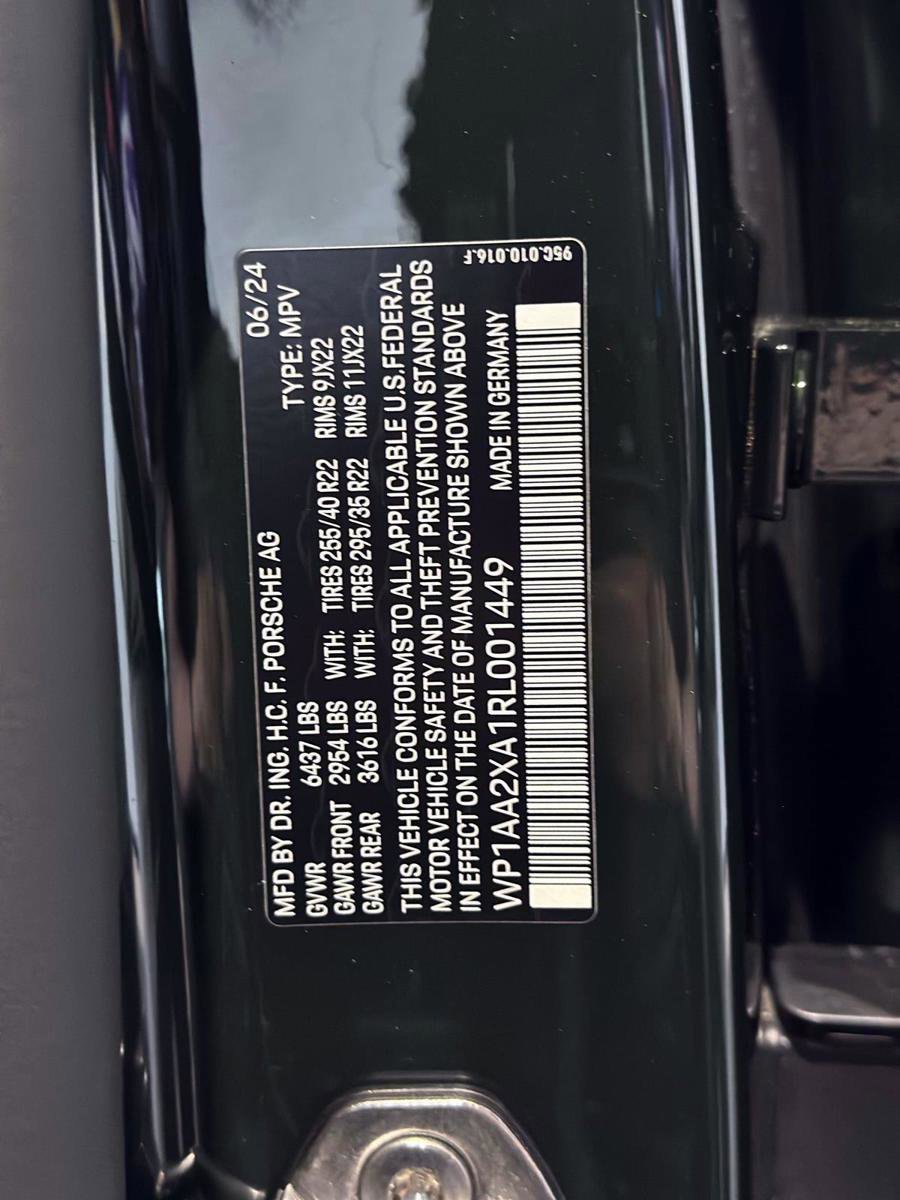 MFD BY DR. ING. H.C. F. PORSCHE AG 06/24
GVWR 6437 LBS TYPE: MPV
GAWR FRONT 2954 LBS WITH: TIRES 255/40 R22 RIMS 9JX22
GAWR REAR 3616 LBS WITH: TIRES 295/35 R22 RIMS 11JX22
THIS VEHICLE CONFORMS TO ALL APPLICABLE U.S.FEDERAL
MOTOR VEHICLE SAFETY AND THEFT PREVENTION STANDARDS
IN EFFECT ON THE DATE OF MANUFACTURE SHOWN ABOVE
WP1AA2XA1RL001449 MADE IN GERMANY
95C.010.016.F